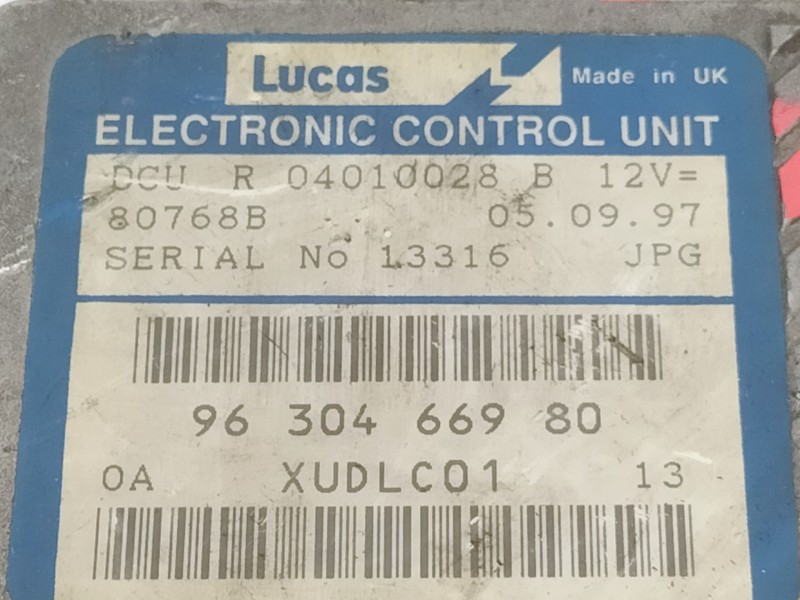 Lucas Made in UK
ELECTRONIC CONTROL UNIT
DCU R 04010028 B 12V=
80768B 05.09.97
SERIAL No 13316 JPG
96 304 669 80
0A XUDLC01 13